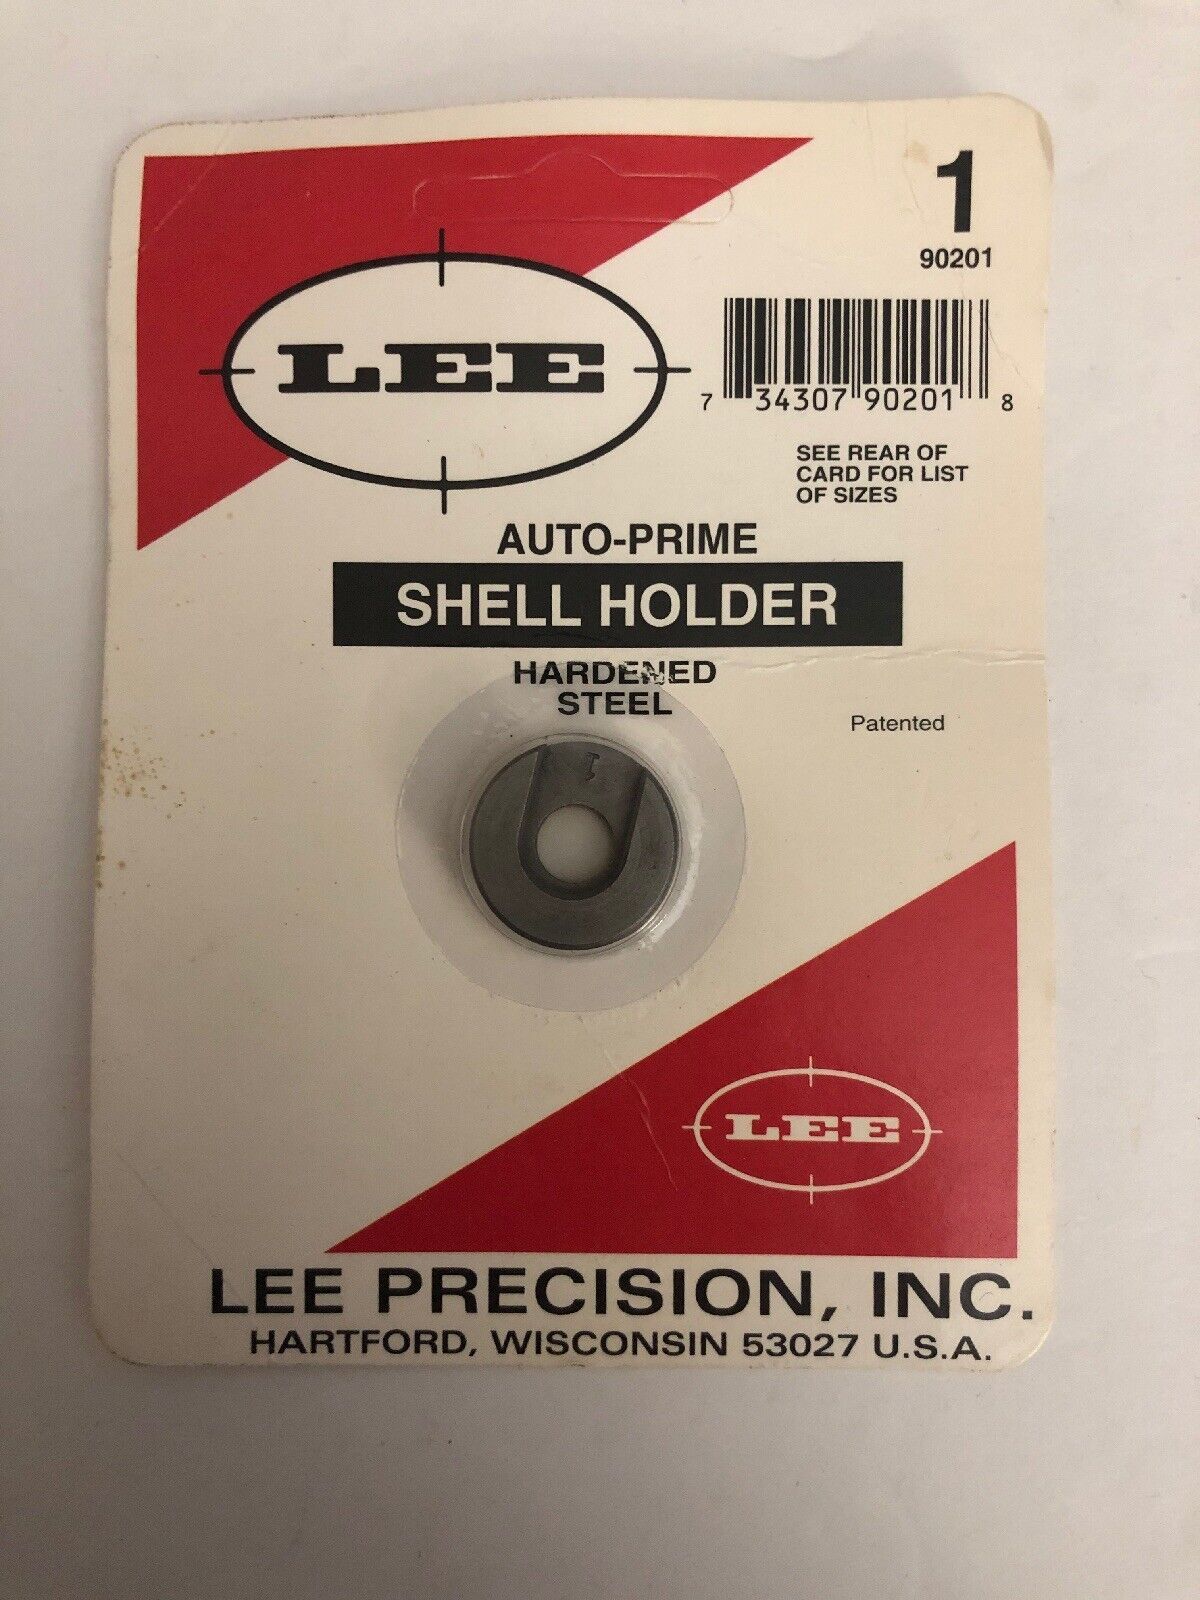 1
90201
LEE
7 34307 90201 8
SEE REAR OF
CARD FOR LIST
OF SIZES
AUTO-PRIME
SHELL HOLDER
HARDENED
STEEL
Patented
1
LEE
LEE PRECISION, INC.
HARTFORD, WISCONSIN 53027 U.S.A.